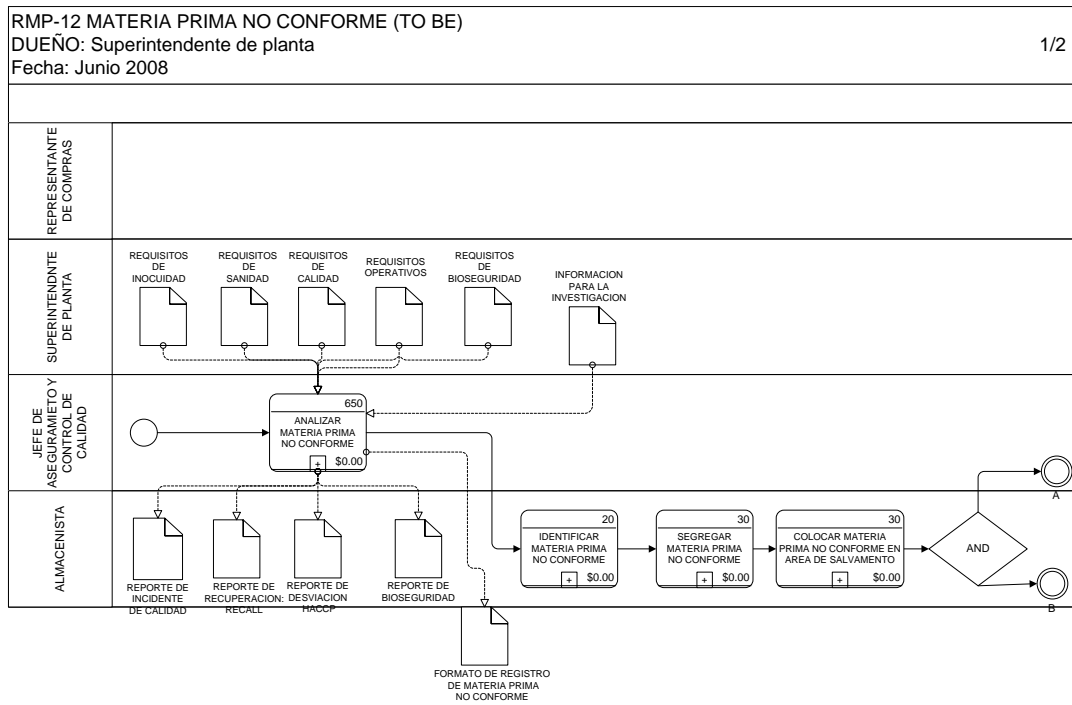 RMP-12 MATERIA PRIMA NO CONFORME (TO BE)
DUEÑO: Superintendente de planta
1/2
Fecha: Junio 2008
REPRESENTANTE
DE COMPRAS
SUPERINTENDNTE
DE PLANTA
REQUISITOS
DE
INOCUIDAD
REQUISITOS
DE
SANIDAD
REQUISITOS
DE
CALIDAD
REQUISITOS
OPERATIVOS
REQUISITOS
DE
BIOSEGURIDAD
INFORMACION
PARA LA
INVESTIGACION
JEFE DE
ASEGURAMIETO Y
CONTROL DE
CALIDAD
650
ANALIZAR
MATERIA PRIMA
NO CONFORME
+ $0.00
A
ALMACENISTA
REPORTE DE
INCIDENTE
DE CALIDAD
REPORTE DE
RECUPERACION:
RECALL
REPORTE DE
DESVIACION
HACCP
REPORTE DE
BIOSEGURIDAD
20
IDENTIFICAR
MATERIA PRIMA
NO CONFORME
+ $0.00
30
SEGREGAR
MATERIA PRIMA
NO CONFORME
+ $0.00
30
COLOCAR MATERIA
PRIMA NO CONFORME EN
AREA DE SALVAMENTO
+ $0.00
AND
B
FORMATO DE REGISTRO
DE MATERIA PRIMA
NO CONFORME